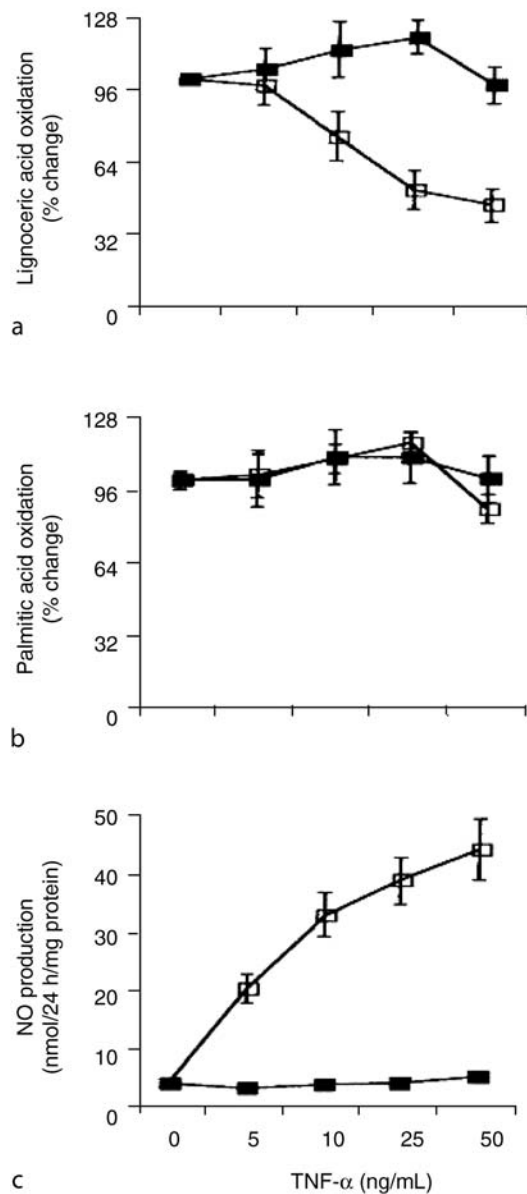 Lignoceric acid oxidation
(% change)
128
96
64
32
0
a
Palmitic acid oxidation
(% change)
128
96
64
32
0
b
NO production
(nmol/24 h/mg protein)
50
40
30
20
10
0
0 5 10 25 50
TNF-α (ng/mL)
c